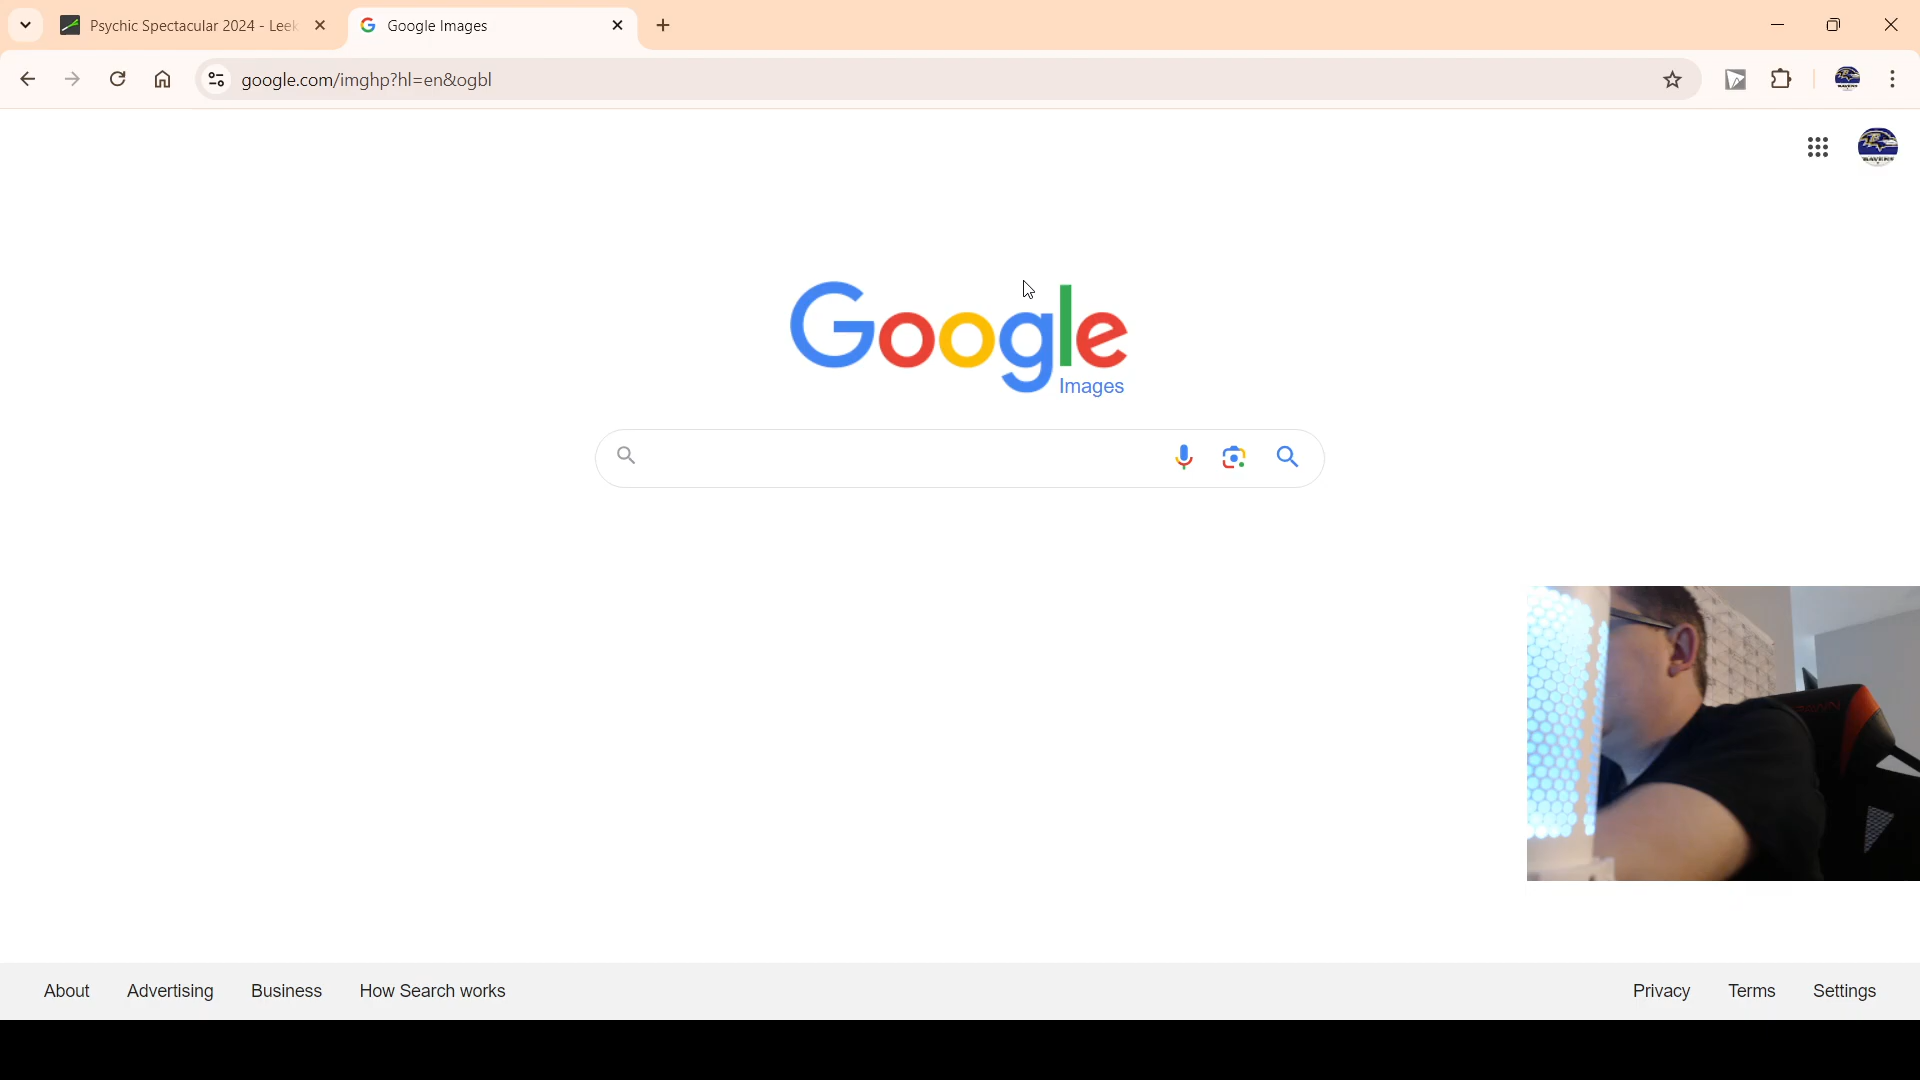 Psychic Spectacular 2024 - Leek
Google Images
google.com/imghp?hl=en&ogbl
Google
Images
About
Advertising
Business
How Search works
Privacy
Terms
Settings